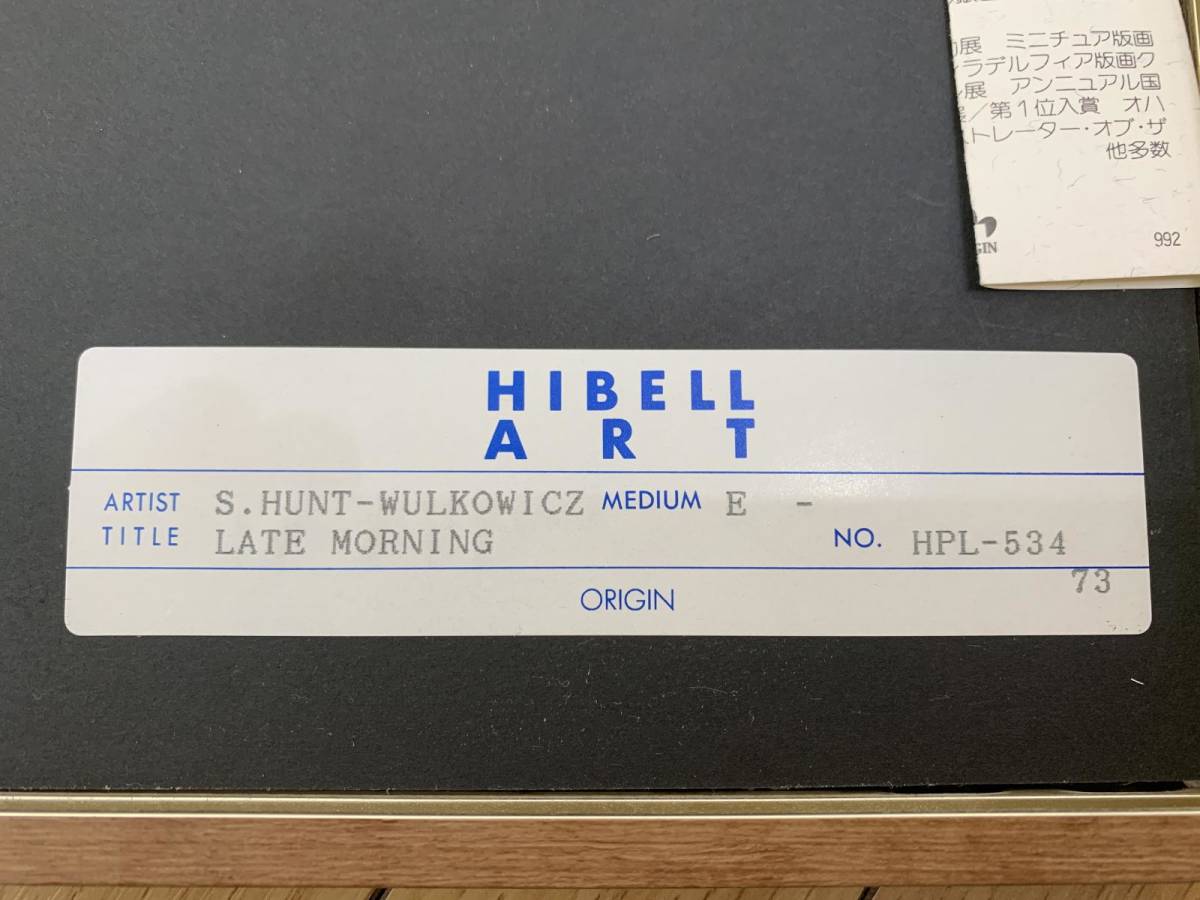 展 ミニチュア版画
ラデルフィア版画ク
展 アンニュアル国
/第1位入賞 オハ
トレーター・オブ・ザ
他多数
GIN
992
HIBELL
ART
ARTIST S.HUNT-WULKOWICZ MEDIUM E -
TITLE LATE MORNING NO. HPL-534
73
ORIGIN